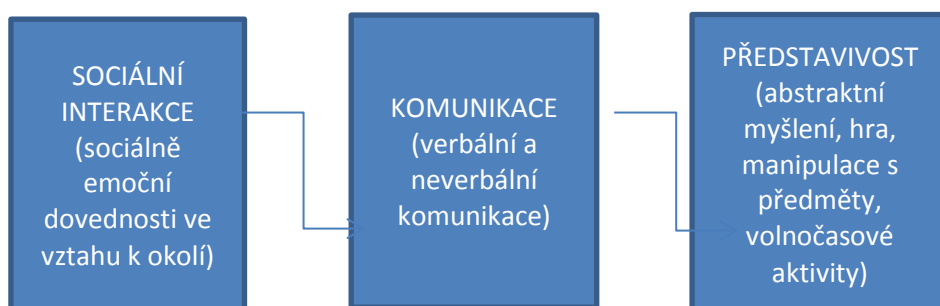 SOCIÁLNÍ
INTERAKCE
(sociálně
emoční
dovednosti ve
vztahu k okolí)
KOMUNIKACE
(verbální a
neverbální
komunikace)
PŘEDSTAVIVOST
(abstraktní
myšlení, hra,
manipulace s
předměty,
volnočasové
aktivity)